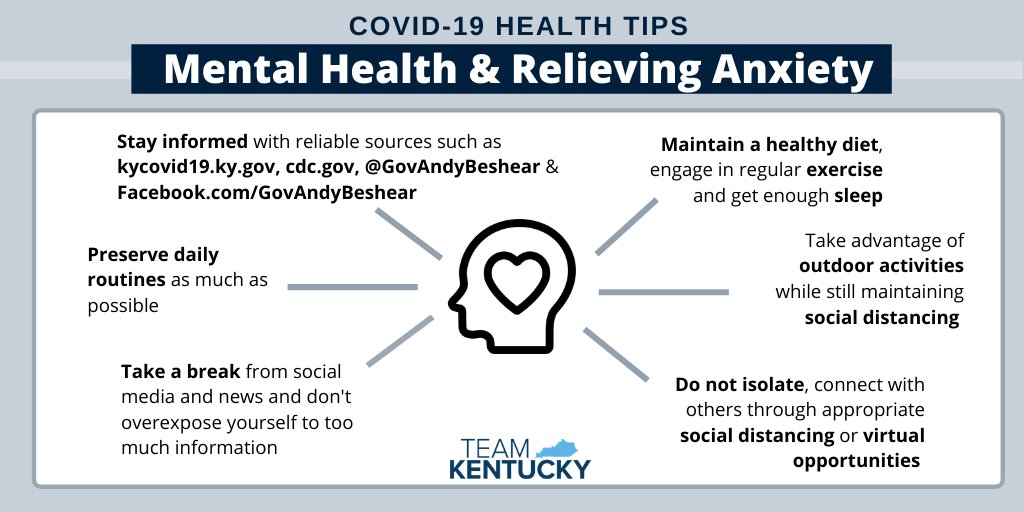 COVID-19 HEALTH TIPS
Mental Health & Relieving Anxiety
Stay informed with reliable sources such as
kycovid19.ky.gov, cdc.gov, @GovAndyBeshear &
Facebook.com/GovAndyBeshear
Preserve daily
routines as much as
possible
Take a break from social
media and news and don't
overexpose yourself to too
much information
Maintain a healthy diet,
engage in regular exercise
and get enough sleep
Take advantage of
outdoor activities
while still maintaining
social distancing
Do not isolate, connect with
others through appropriate
social distancing or virtual
opportunities
TEAM
KENTUCKY